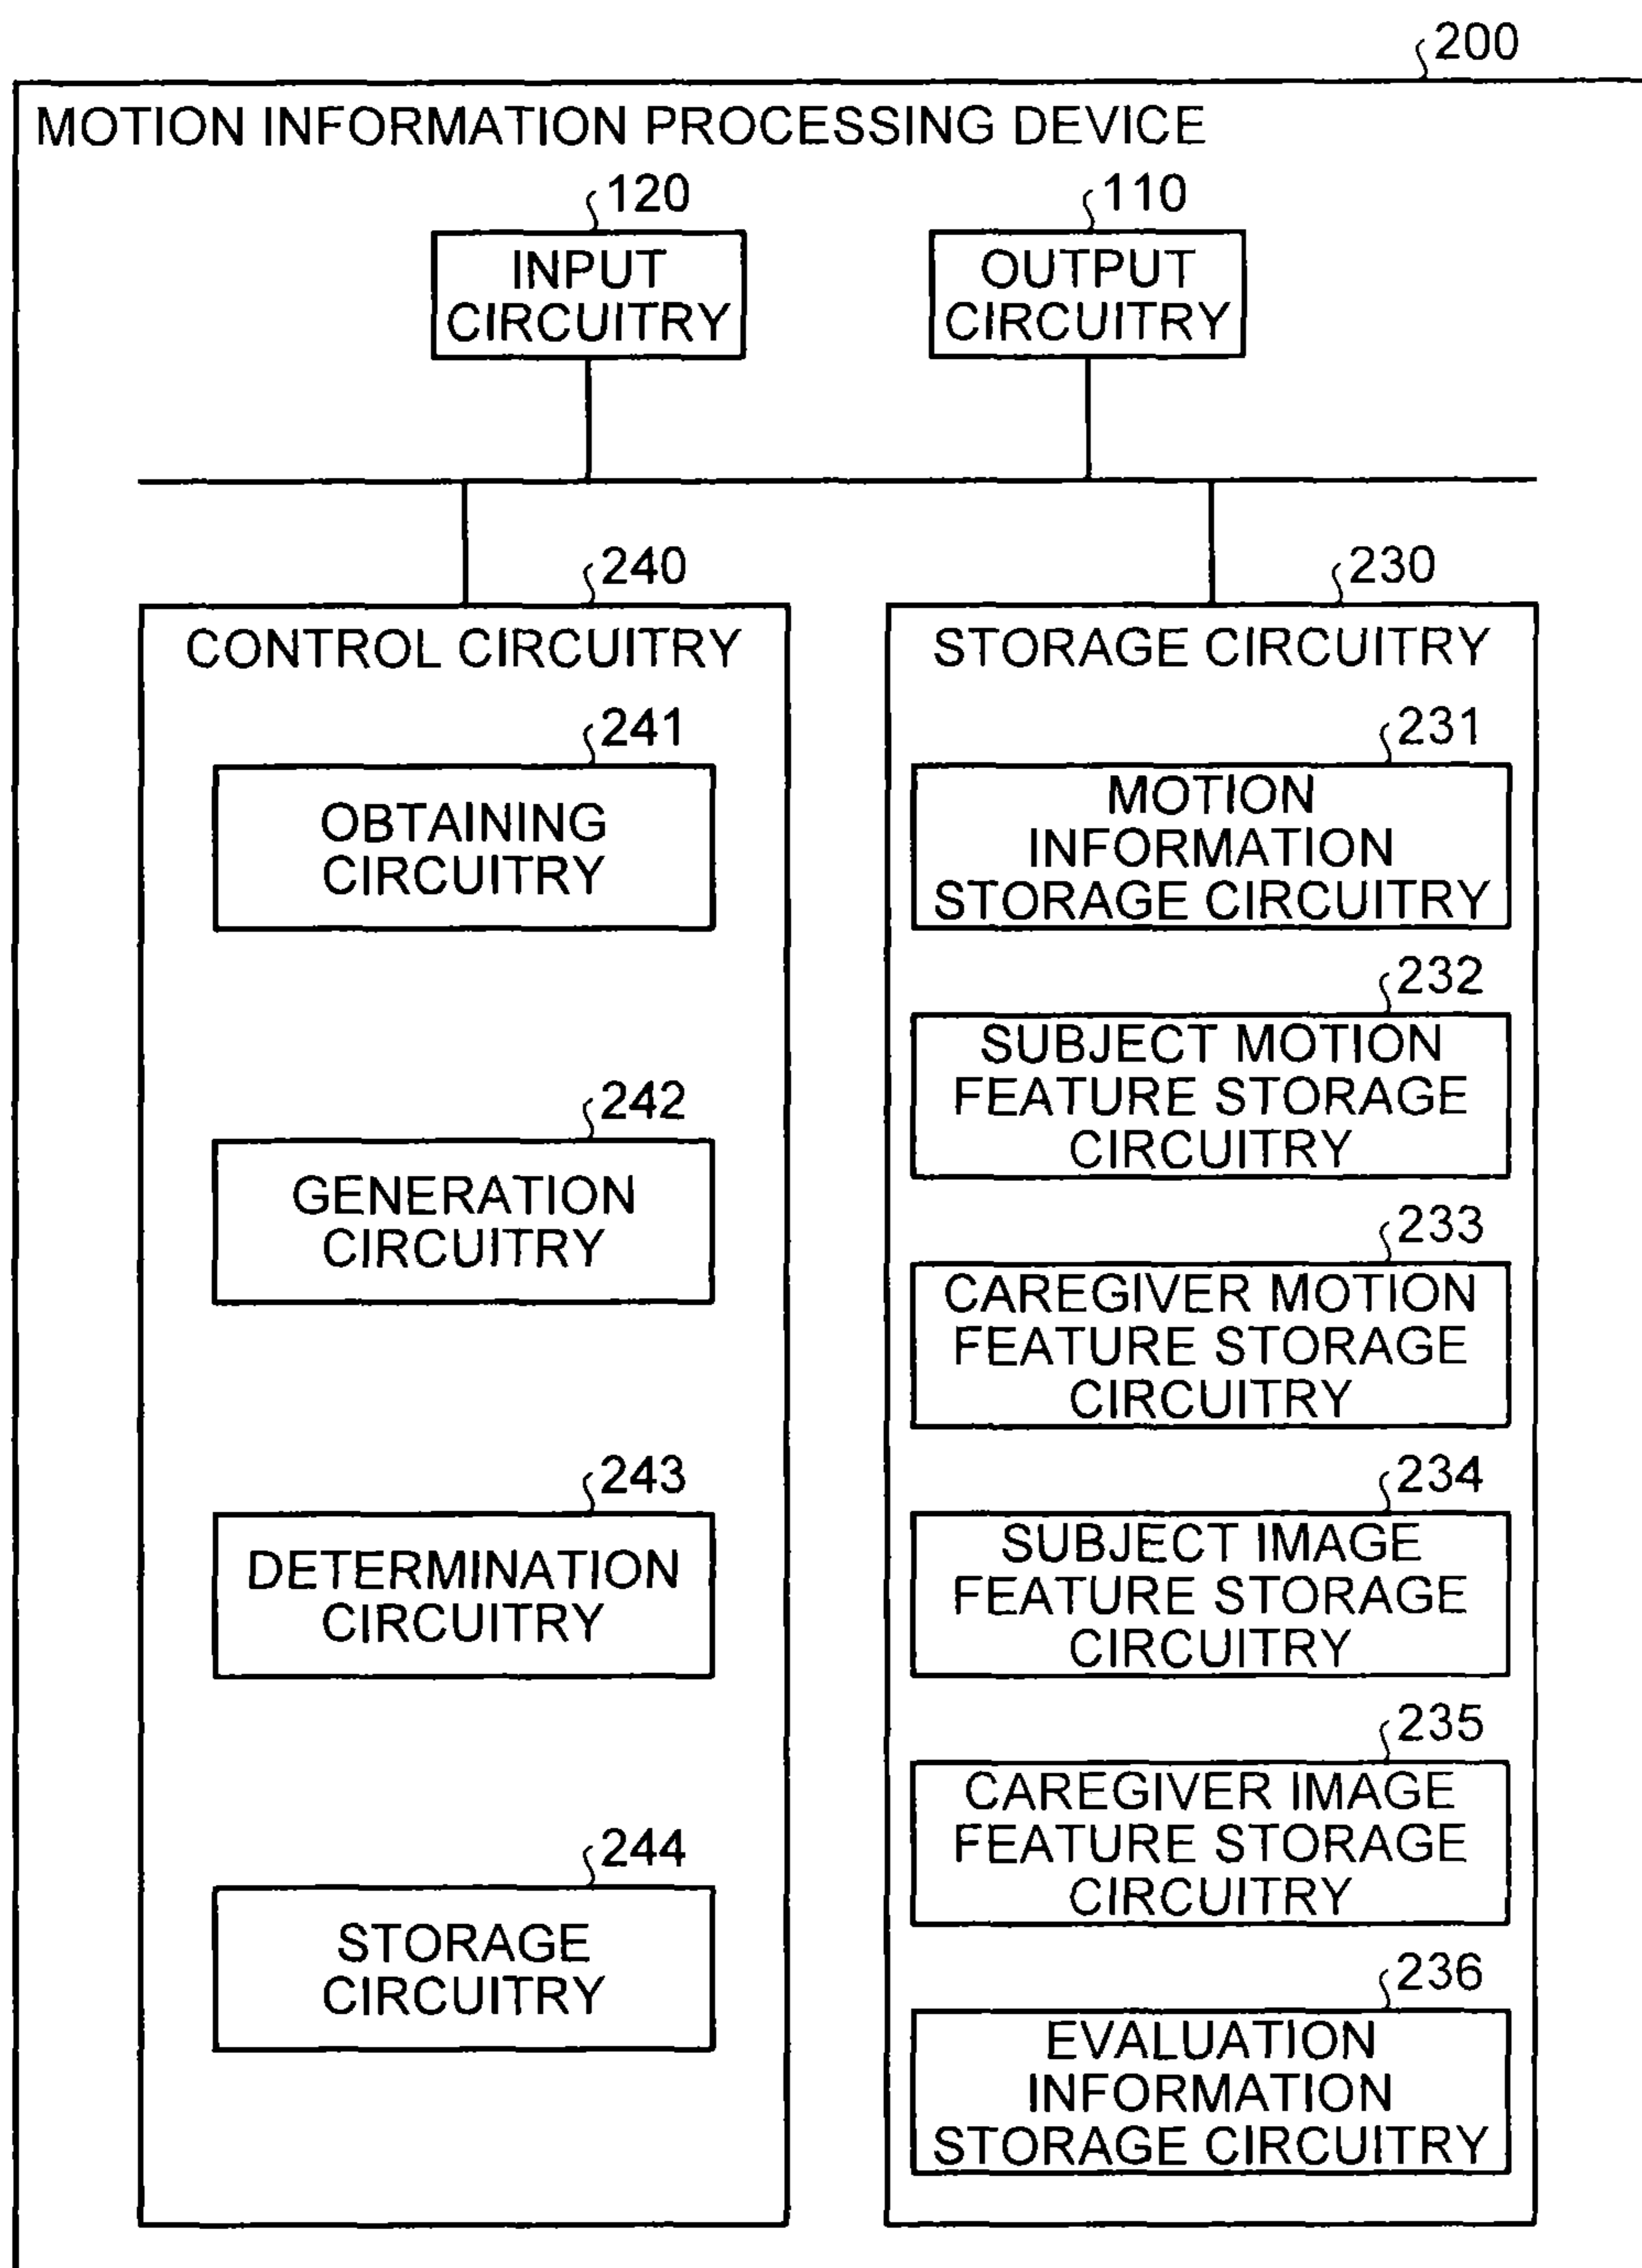 200
MOTION INFORMATION PROCESSING DEVICE
120
INPUT
CIRCUITRY
110
OUTPUT
CIRCUITRY
240
CONTROL CIRCUITRY
241
OBTAINING
CIRCUITRY
242
GENERATION
CIRCUITRY
243
DETERMINATION
CIRCUITRY
244
STORAGE
CIRCUITRY
230
STORAGE CIRCUITRY
231
MOTION
INFORMATION
STORAGE CIRCUITRY
232
SUBJECT MOTION
FEATURE STORAGE
CIRCUITRY
233
CAREGIVER MOTION
FEATURE STORAGE
CIRCUITRY
234
SUBJECT IMAGE
FEATURE STORAGE
CIRCUITRY
235
CAREGIVER IMAGE
FEATURE STORAGE
CIRCUITRY
236
EVALUATION
INFORMATION
STORAGE CIRCUITRY